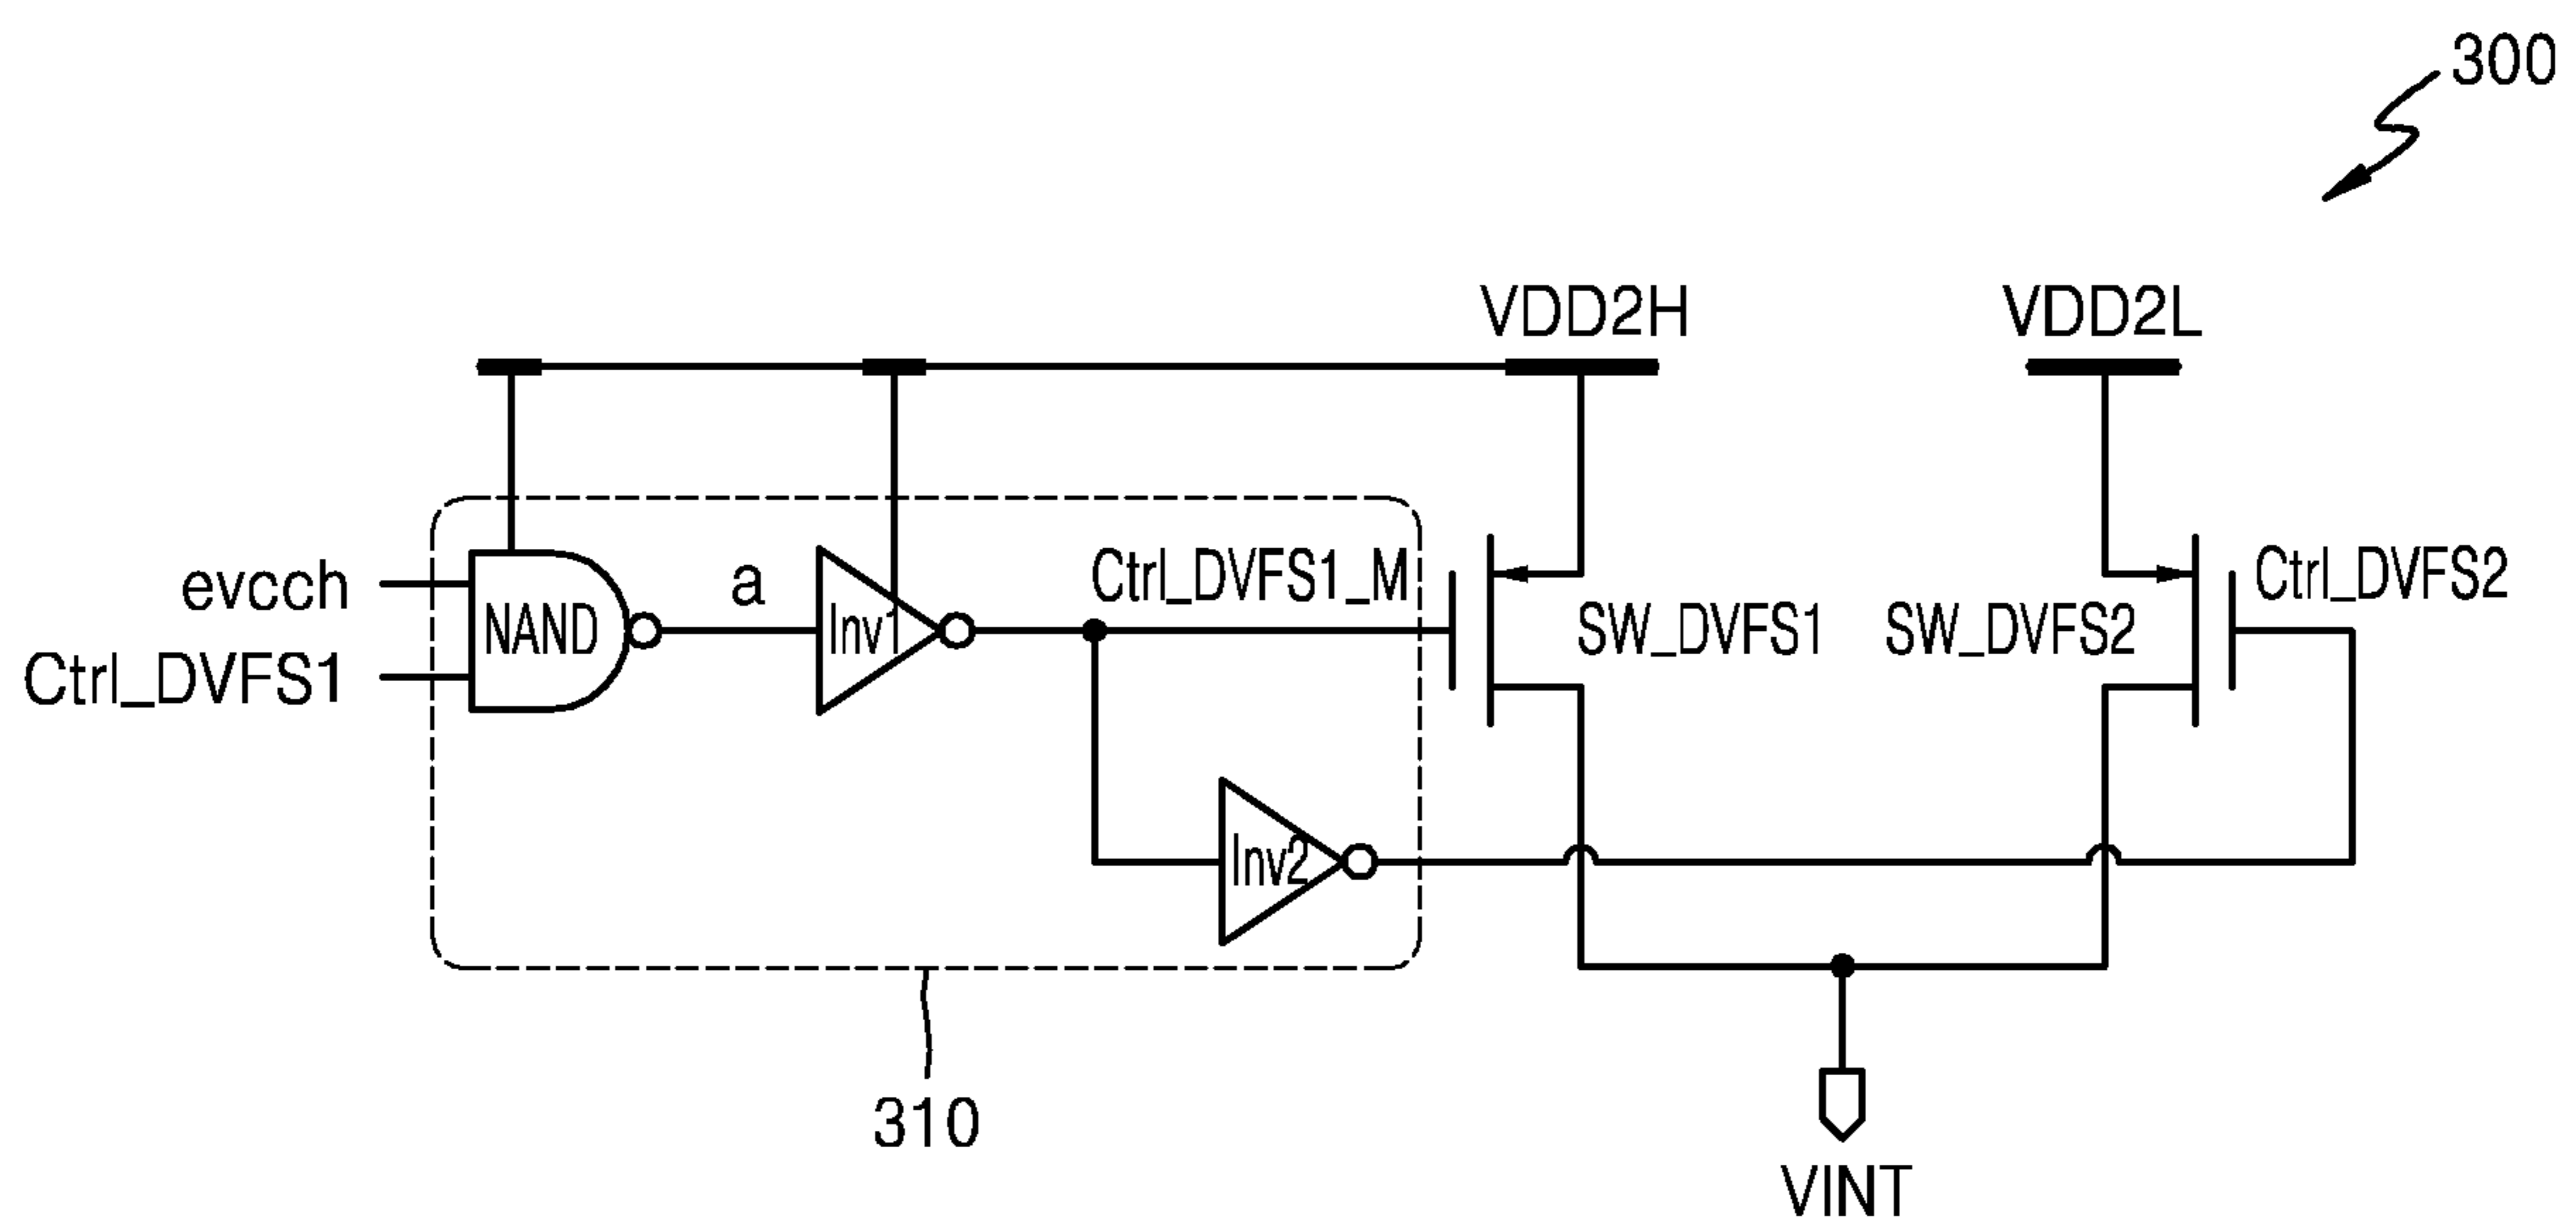 300
VDD2H
VDD2L
evcch
NAND
a
Inv1
Ctrl_DVFS1_M
SW_DVFS1
SW_DVFS2
Ctrl_DVFS2
Ctrl_DVFS1
Inv2
310
VINT